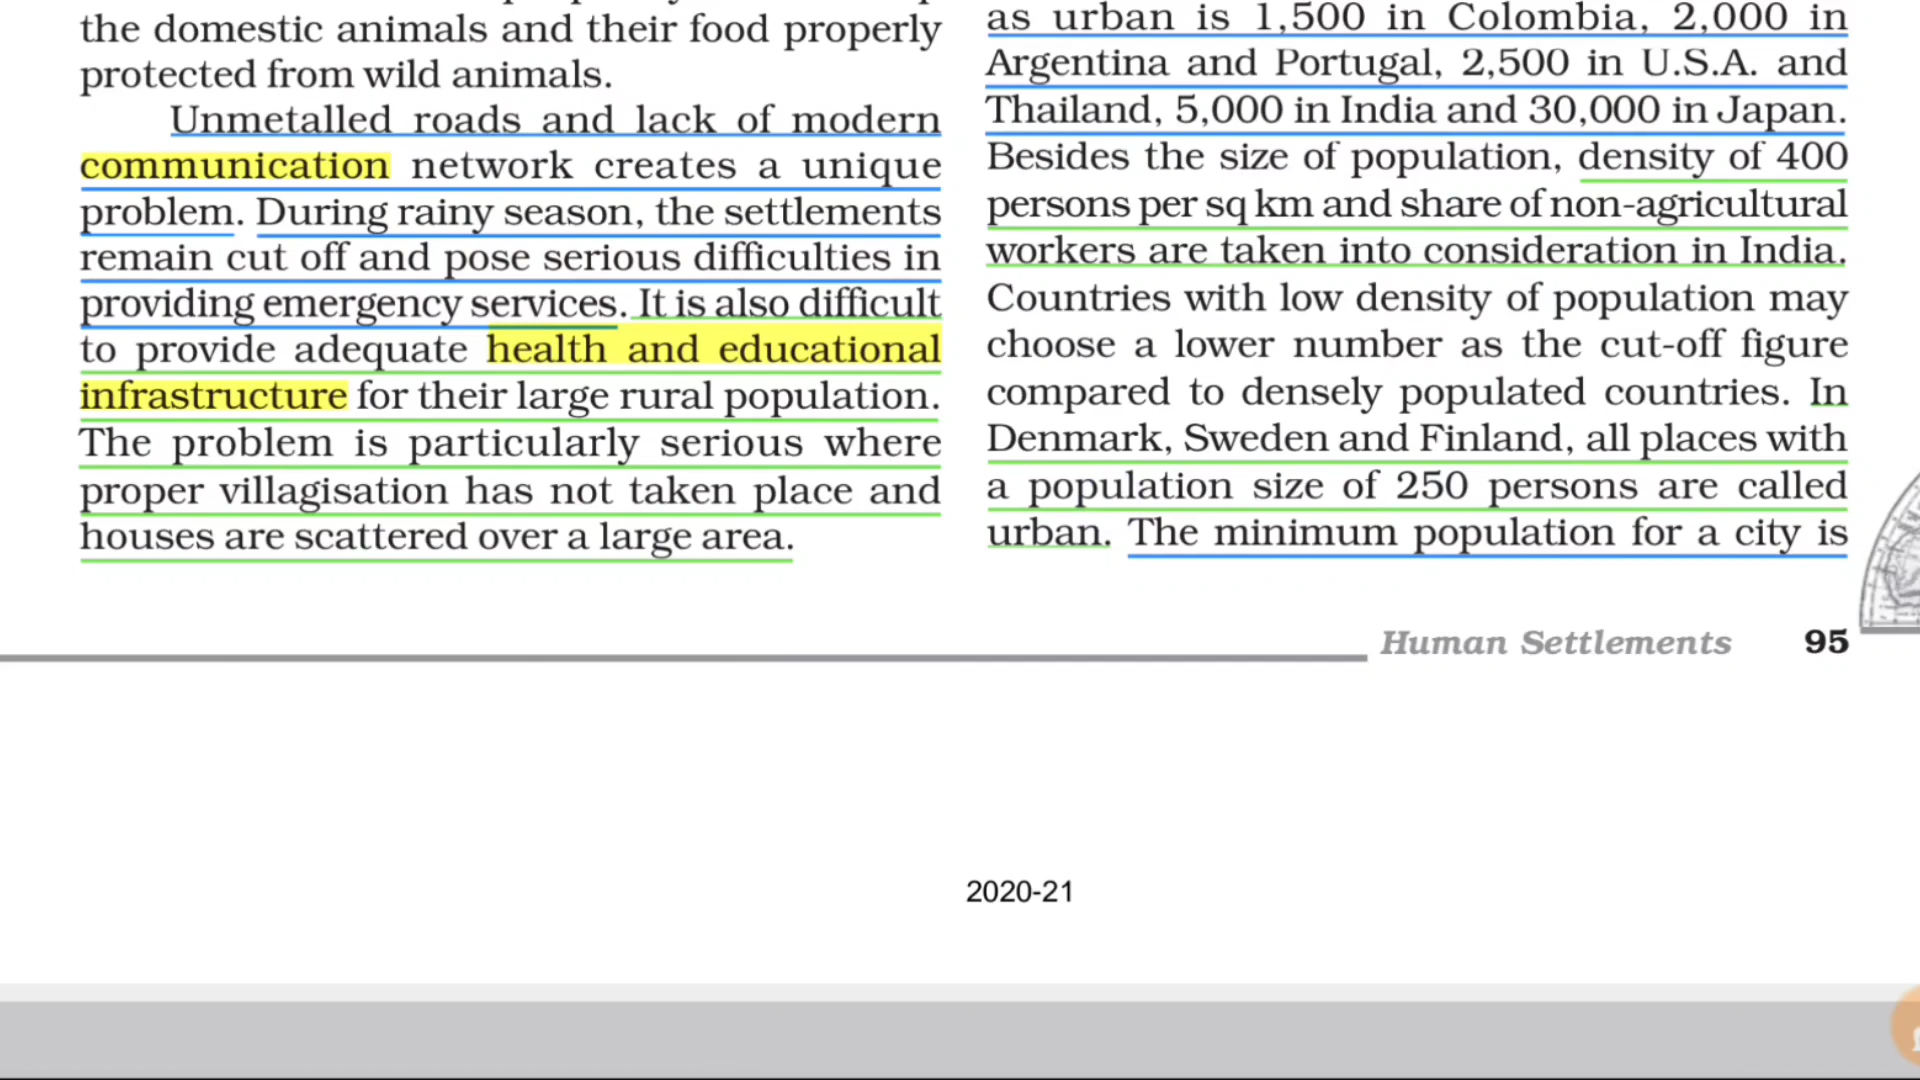 the domestic animals and their food properly
protected from wild animals.
Unmetalled roads and lack of modern
communication network creates a unique
problem. During rainy season, the settlements
remain cut off and pose serious difficulties in
providing emergency services. It is also difficult
to provide adequate health and educational
infrastructure for their large rural population.
The problem is particularly serious where
proper villagisation has not taken place and
houses are scattered over a large area.
as urban is 1,500 in Colombia, 2,000 in
Argentina and Portugal, 2,500 in U.S.A. and
Thailand, 5,000 in India and 30,000 in Japan.
Besides the size of population, density of 400
persons per sq km and share of non-agricultural
workers are taken into consideration in India.
Countries with low density of population may
choose a lower number as the cut-off figure
compared to densely populated countries. In
Denmark, Sweden and Finland, all places with
a population size of 250 persons are called
urban. The minimum population for a city is
Human Settlements 95
2020-21